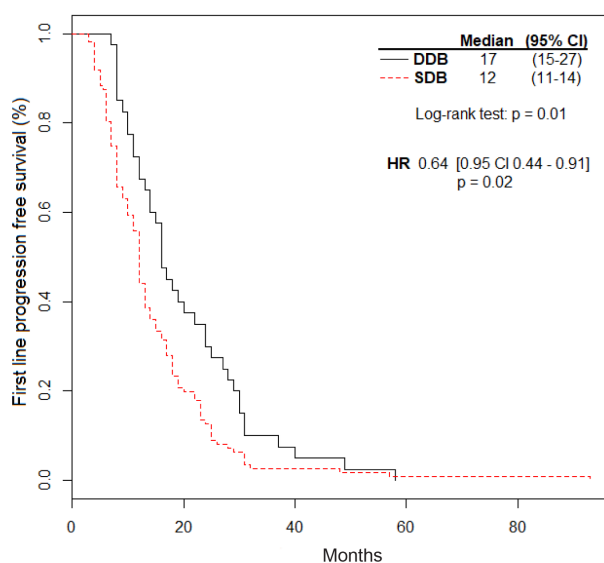 Median (95% CI)
DDB 17 (15-27)
SDB 12 (11-14)
Log-rank test: p = 0.01
HR 0.64 [0.95 CI 0.44 - 0.91]
p = 0.02
First line progression free survival (%)
1.0
0.8
0.6
0.4
0.2
0.0
0 20 40 60 80
Months